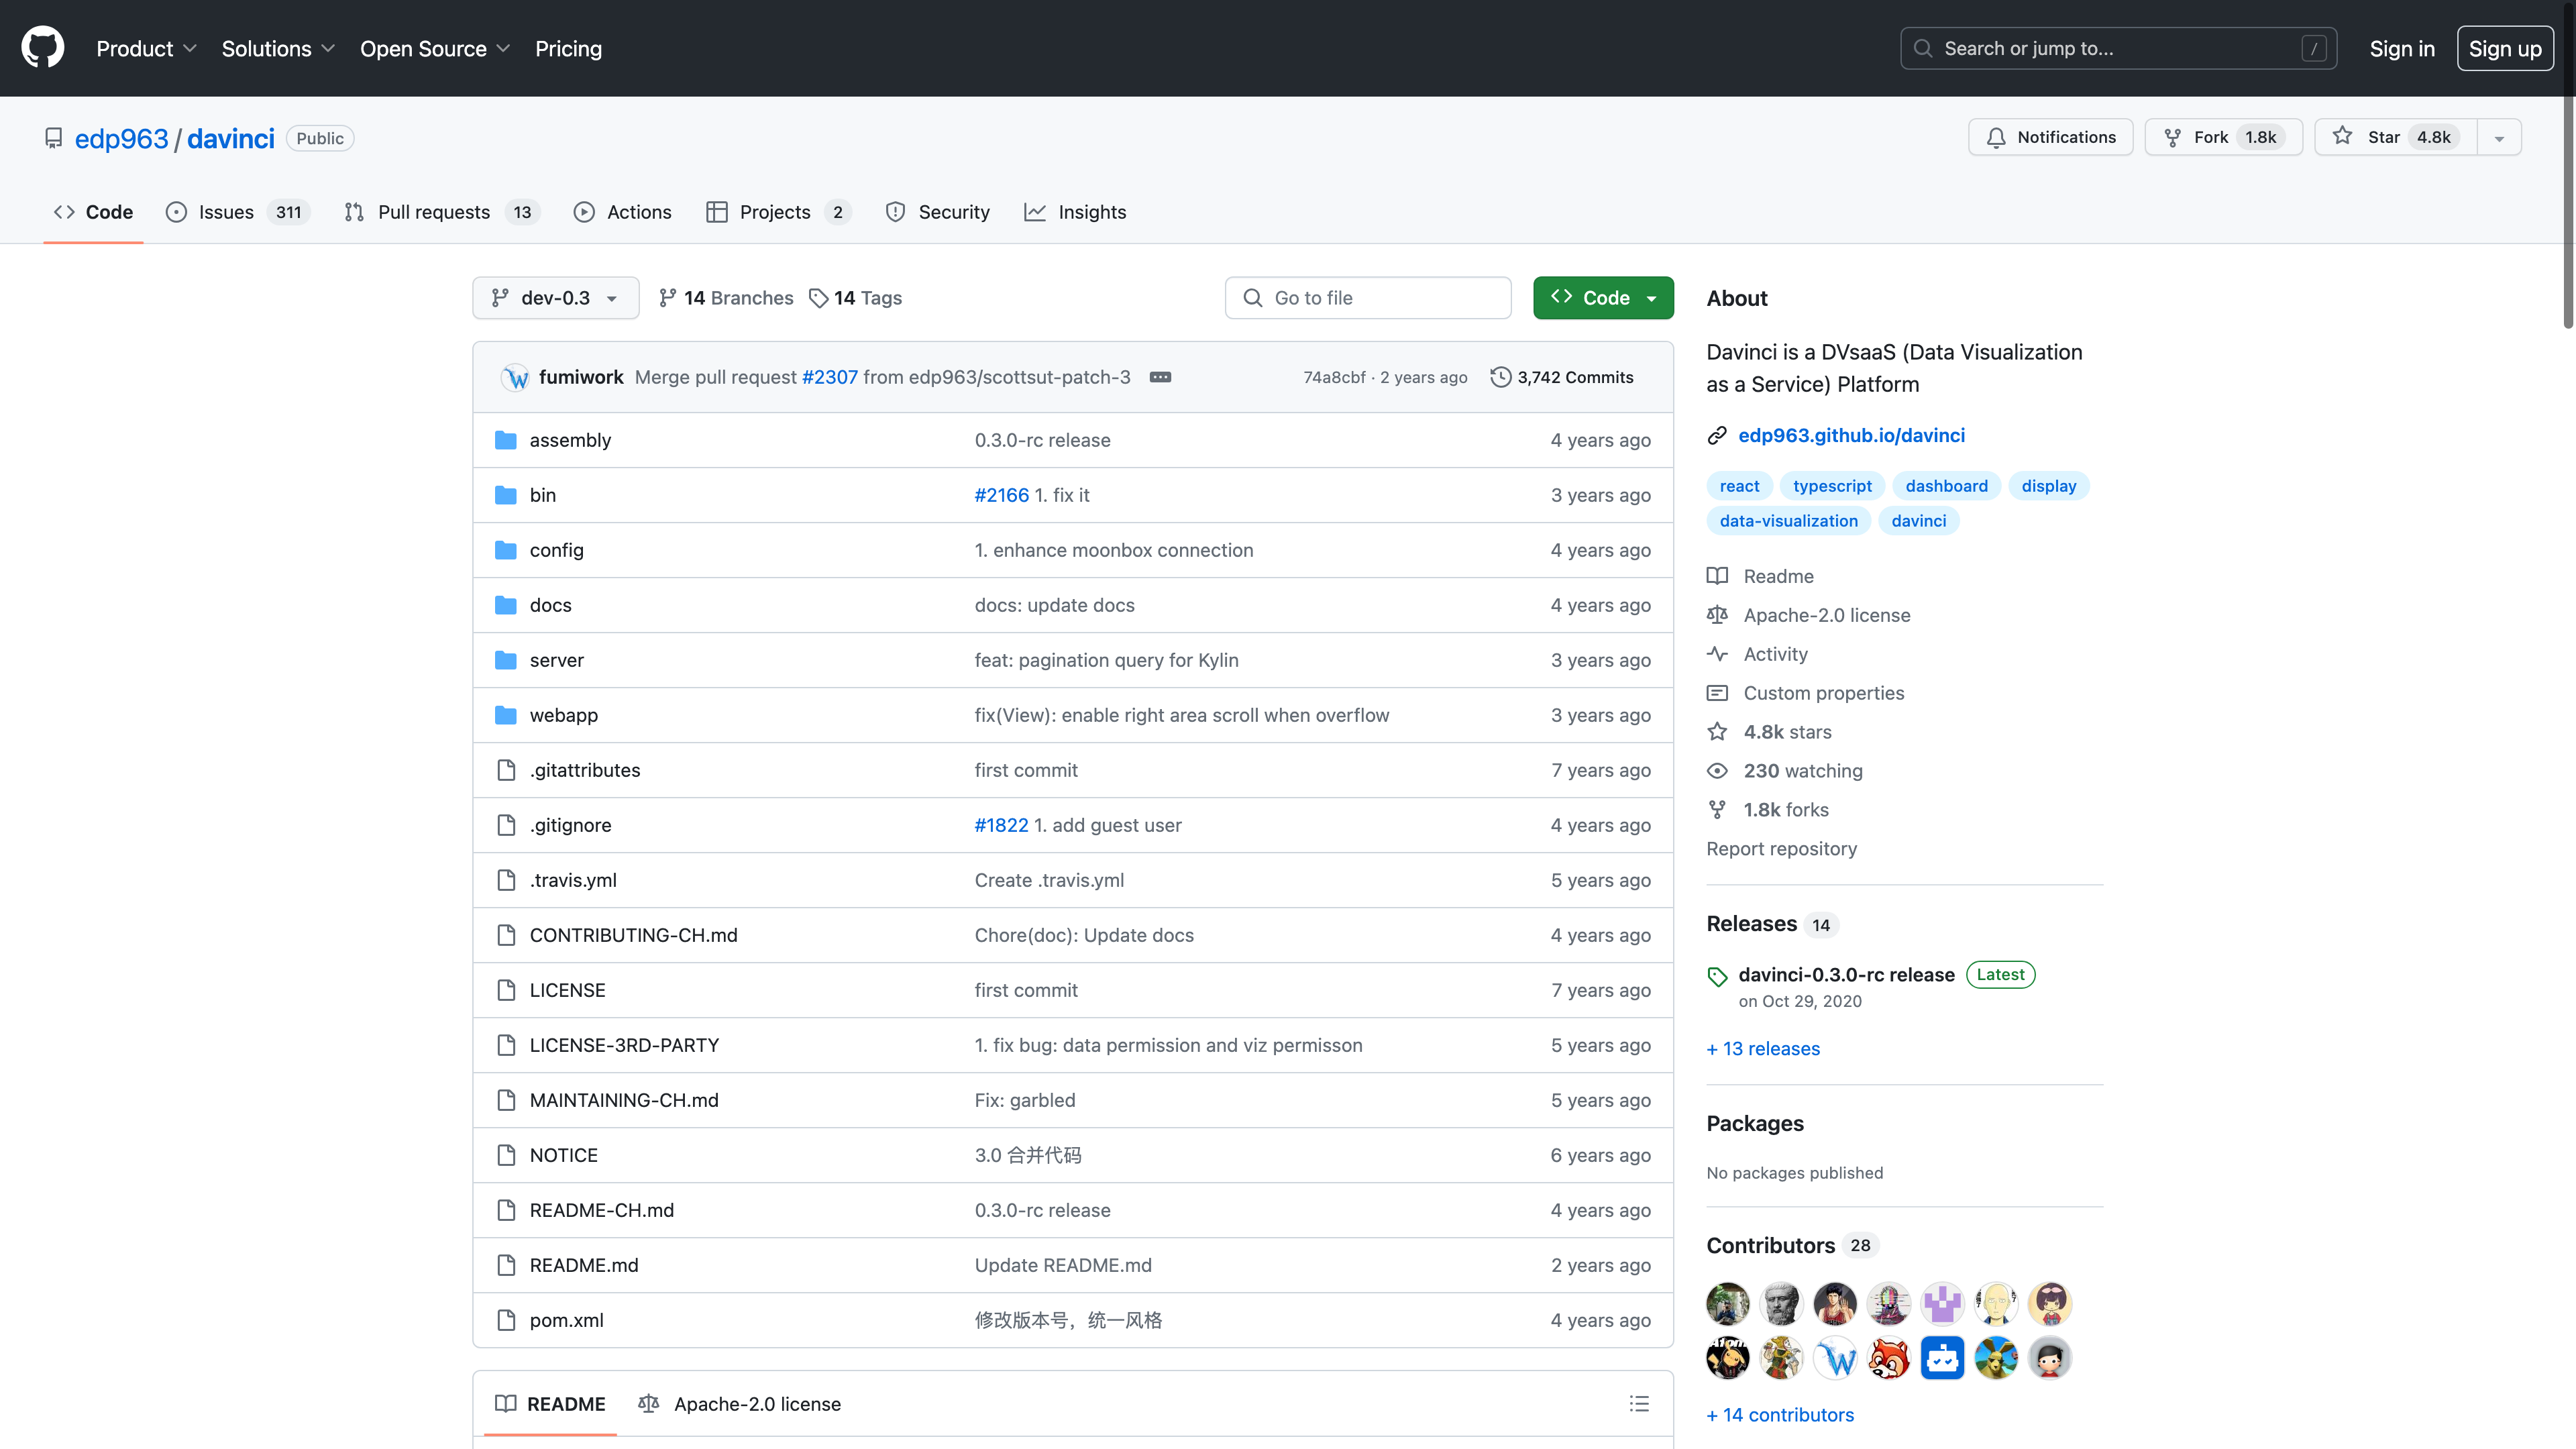 Product Solutions Open Source Pricing Search or jump to... / Sign in Sign up
edp963 / davinci Public Notifications Fork 1.8k Star 4.8k
Code Issues 311 Pull requests 13 Actions Projects 2 Security Insights
dev-0.3 14 Branches 14 Tags Go to file Code
fumiwork Merge pull request #2307 from edp963/scottsut-patch-3 74a8cbf · 2 years ago 3,742 Commits
assembly 0.3.0-rc release 4 years ago
bin #2166 1. fix it 3 years ago
config 1. enhance moonbox connection 4 years ago
docs docs: update docs 4 years ago
server feat: pagination query for Kylin 3 years ago
webapp fix(View): enable right area scroll when overflow 3 years ago
.gitattributes first commit 7 years ago
.gitignore #1822 1. add guest user 4 years ago
.travis.yml Create .travis.yml 5 years ago
CONTRIBUTING-CH.md Chore(doc): Update docs 4 years ago
LICENSE first commit 7 years ago
LICENSE-3RD-PARTY 1. fix bug: data permission and viz permisson 5 years ago
MAINTAINING-CH.md Fix: garbled 5 years ago
NOTICE 3.0 合并代码 6 years ago
README-CH.md 0.3.0-rc release 4 years ago
README.md Update README.md 2 years ago
pom.xml 修改版本号，统一风格 4 years ago
README Apache-2.0 license
About
Davinci is a DVsaaS (Data Visualization
as a Service) Platform
edp963.github.io/davinci
react typescript dashboard display
data-visualization davinci
Readme
Apache-2.0 license
Activity
Custom properties
4.8k stars
230 watching
1.8k forks
Report repository
Releases 14
davinci-0.3.0-rc release Latest
on Oct 29, 2020
+ 13 releases
Packages
No packages published
Contributors 28
+ 14 contributors